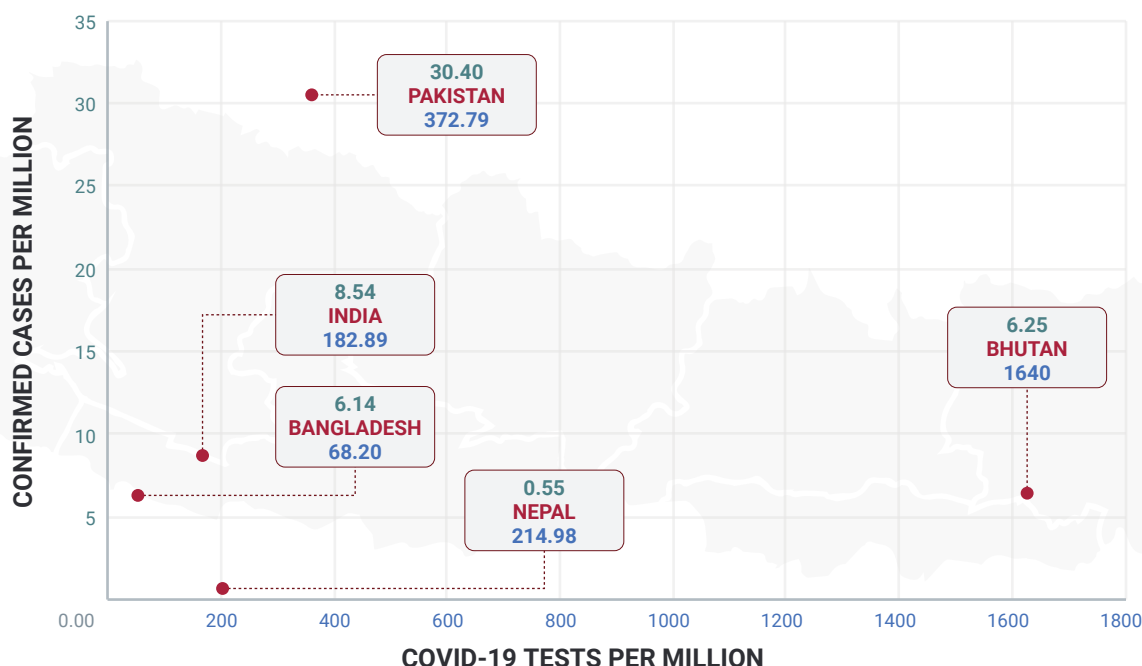 CONFIRMED CASES PER MILLION
35
30
25
20
15
10
5
30.40
PAKISTAN
372.79
8.54
INDIA
182.89
6.25
BHUTAN
1640
6.14
BANGLADESH
68.20
0.55
NEPAL
214.98
0.00 200 400 600 800 1000 1200 1400 1600 1800
COVID-19 TESTS PER MILLION